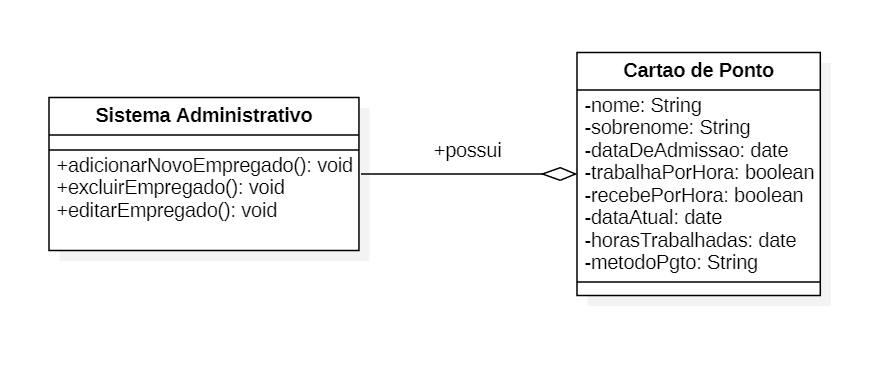 Sistema Administrativo
+adicionarNovoEmpregado(): void
+excluirEmpregado(): void
+editarEmpregado(): void
+possui
Cartao de Ponto
-nome: String
-sobrenome: String
-dataDeAdmissao: date
-trabalhaPorHora: boolean
-recebePorHora: boolean
-dataAtual: date
-horasTrabalhadas: date
-metodoPgto: String